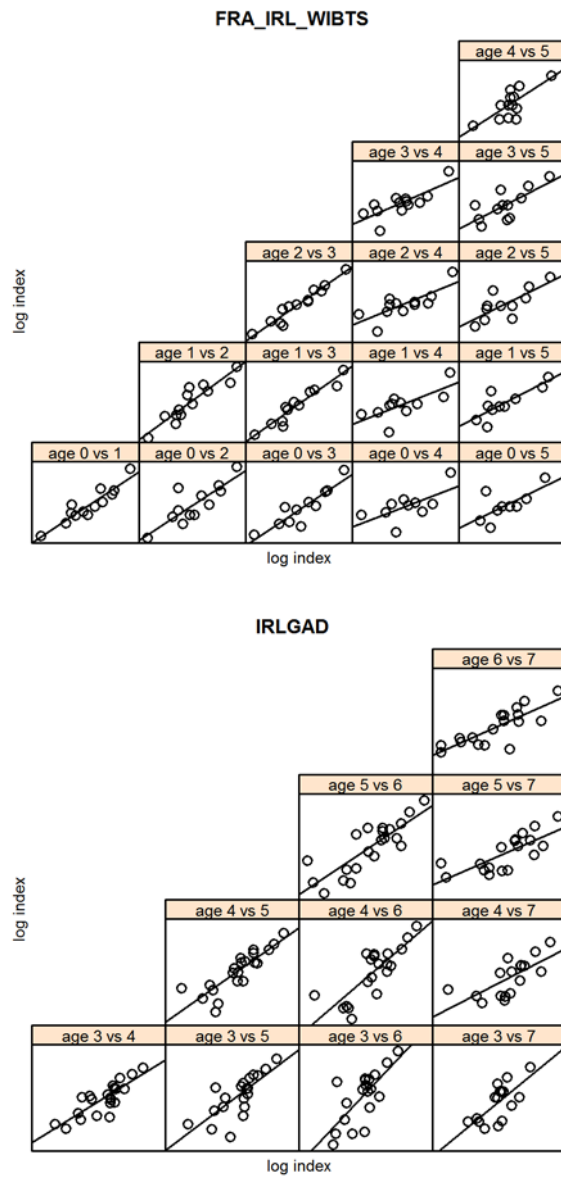 FRA_IRL_WIBTS
age 4 vs 5
age 3 vs 4 age 3 vs 5
age 2 vs 3 age 2 vs 4 age 2 vs 5
log index
age 1 vs 2 age 1 vs 3 age 1 vs 4 age 1 vs 5
age 0 vs 1 age 0 vs 2 age 0 vs 3 age 0 vs 4 age 0 vs 5
log index
IRLGAD
age 6 vs 7
age 5 vs 6 age 5 vs 7
log index
age 4 vs 5 age 4 vs 6 age 4 vs 7
age 3 vs 4 age 3 vs 5 age 3 vs 6 age 3 vs 7
log index